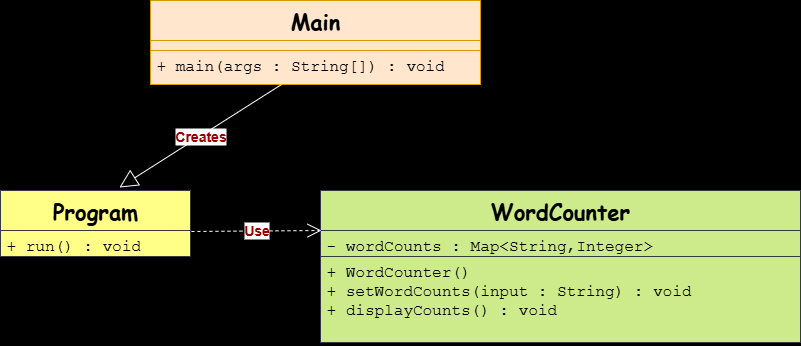 Main
+ main(args : String[]) : void
Creates
Program
+ run() : void
Use
WordCounter
- wordCounts : Map<String,Integer>
+ WordCounter()
+ setWordCounts(input : String) : void
+ displayCounts() : void